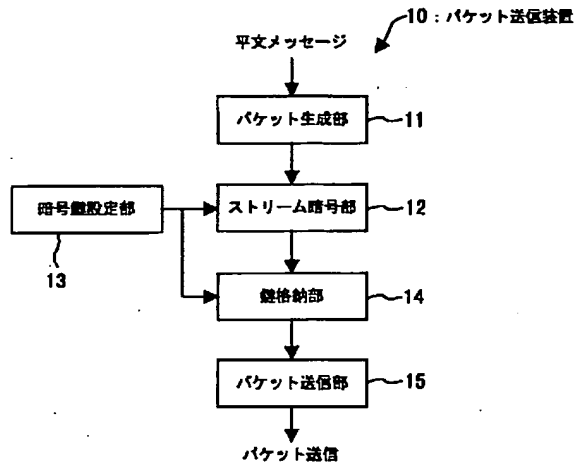 10：パケット送信装置
平文メッセージ
パケット生成部
11
暗号鍵設定部
13
ストリーム暗号部
12
鍵格納部
14
パケット送信部
15
パケット送信